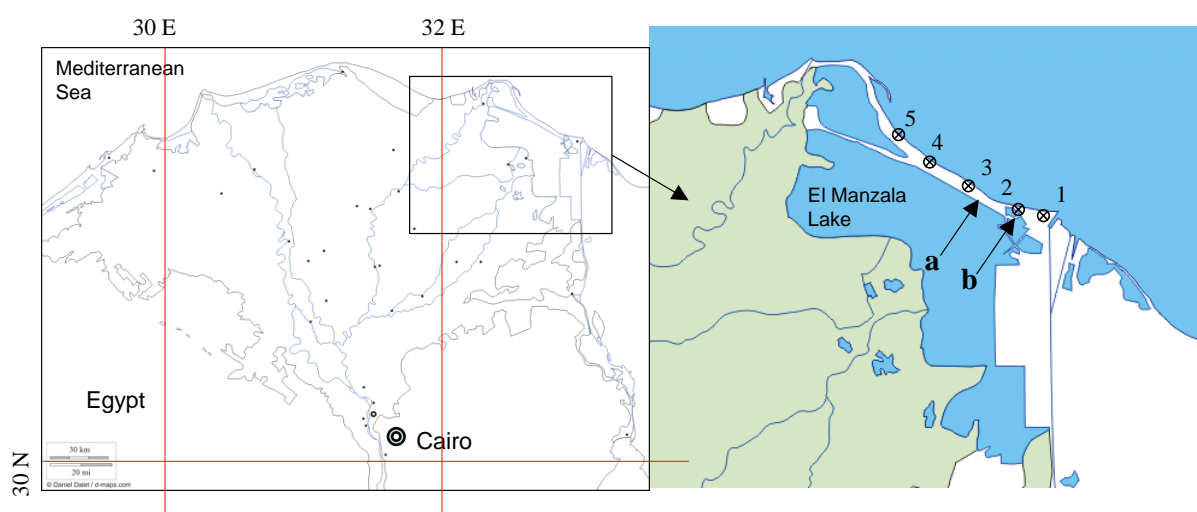 30 E
32 E
Mediterranean
Sea
Egypt
Cairo
30 km
20 mi
© Daniel Dalet / d-maps.com
30 N
5
4
3
2
1
El Manzala
Lake
a
b